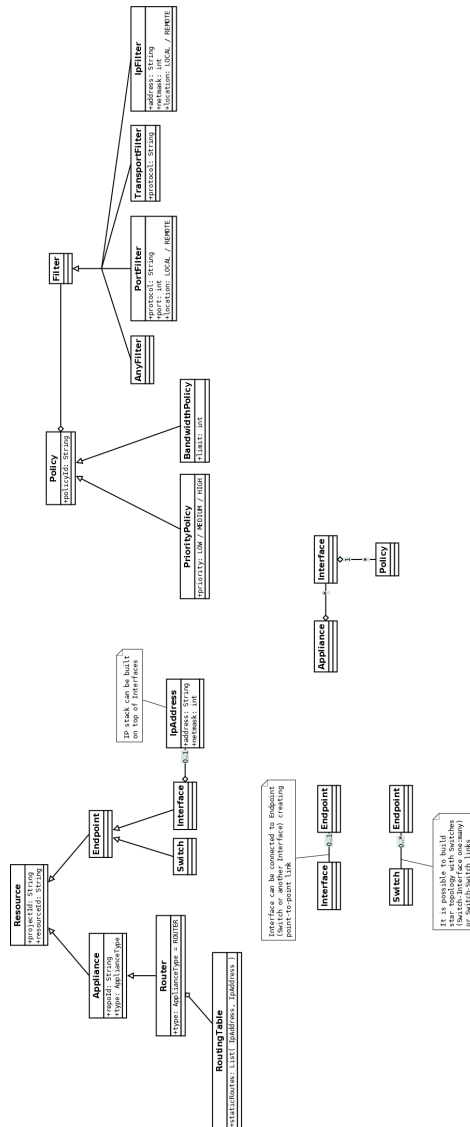 Resource
+projectId: String
+resourceId: String
Appliance
+repoId: String
+type: ApplianceType
Endpoint
Router
+type: ApplianceType = ROUTER
Switch
Interface
0..1
IpAddress
+address: String
+netmask: int
IP stack can be built
on top of Interfaces
RoutingTable
+staticRoutes: List( IpAddress, IpAddress )
Policy
+policyId: String
Filter
PriorityPolicy
+priority: LOW / MEDIUM / HIGH
BandwidthPolicy
+limit: int
AnyFilter
PortFilter
+protocol: String
+port: int
+location: LOCAL / REMOTE
TransportFilter
+protocol: String
IpFilter
+address: String
+netmask: int
+location: LOCAL / REMOTE
Interface can be connected to Endpoint
(Switch or another Interface) creating
point-to-point link
Interface
0..1
Endpoint
Switch
0..*
Endpoint
It is possible to build
star topology with Switches
(Switch-Interface one:many)
or Switch-Switch links
Appliance
*
Interface
1
*
Policy